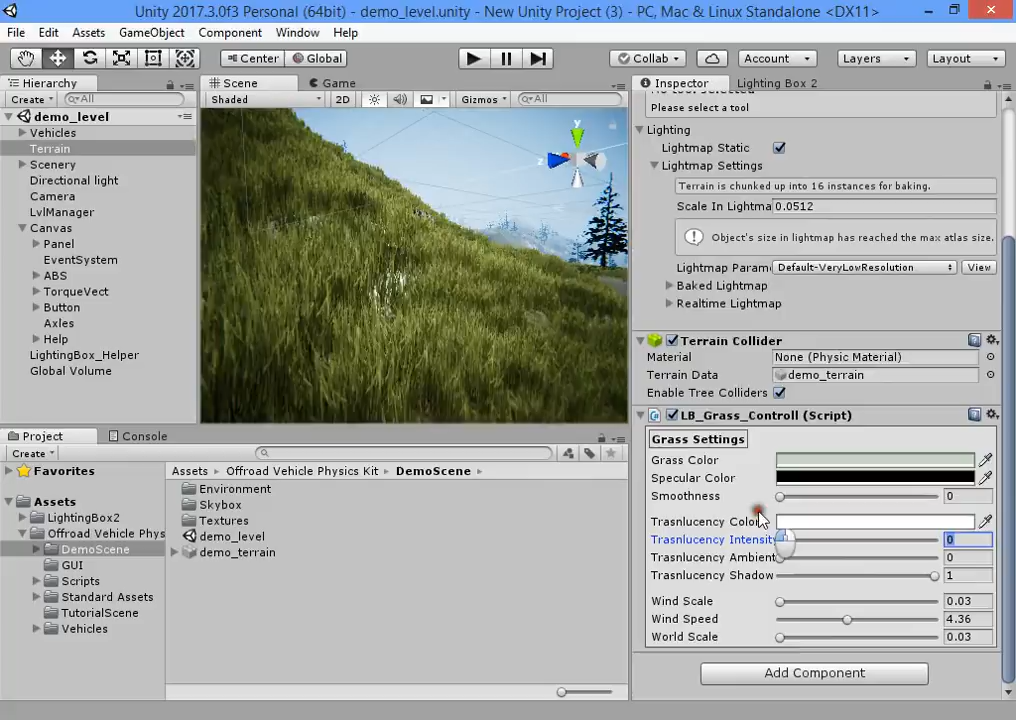 Unity 2017.3.0f3 Personal (64bit) - demo_level.unity - New Unity Project (3) - PC, Mac & Linux Standalone <DX11>
File Edit Assets GameObject Component Window Help
Center Global Collab Account Layers Layout
Hierarchy
Create All
demo_level
Vehicles
Terrain
Scenery
Directional light
Camera
LvlManager
Canvas
Panel
EventSystem
ABS
TorqueVect
Button
Axles
Help
LightingBox_Helper
Global Volume
Scene Game
Shaded 2D Gizmos All
y
z
Inspector Lighting Box 2
Please select a tool
Lighting
Lightmap Static
Lightmap Settings
Terrain is chunked up into 16 instances for baking.
Scale In Lightma 0.0512
Object's size in lightmap has reached the max atlas size.
Lightmap Param Default-VeryLowResolution View
Baked Lightmap
Realtime Lightmap
Terrain Collider
Material None (Physic Material)
Terrain Data demo_terrain
Enable Tree Colliders
LB_Grass_Controll (Script)
Grass Settings
Grass Color
Specular Color
Smoothness 0
Trasnlucency Color
Trasnlucency Intensity 0
Trasnlucency Ambient 0
Trasnlucency Shadow 1
Wind Scale 0.03
Wind Speed 4.36
World Scale 0.03
Add Component
Project Console
Create
Favorites
Assets
LightingBox2
Offroad Vehicle Phys
DemoScene
GUI
Scripts
Standard Assets
TutorialScene
Vehicles
Assets Offroad Vehicle Physics Kit DemoScene
Environment
Skybox
Textures
demo_level
demo_terrain